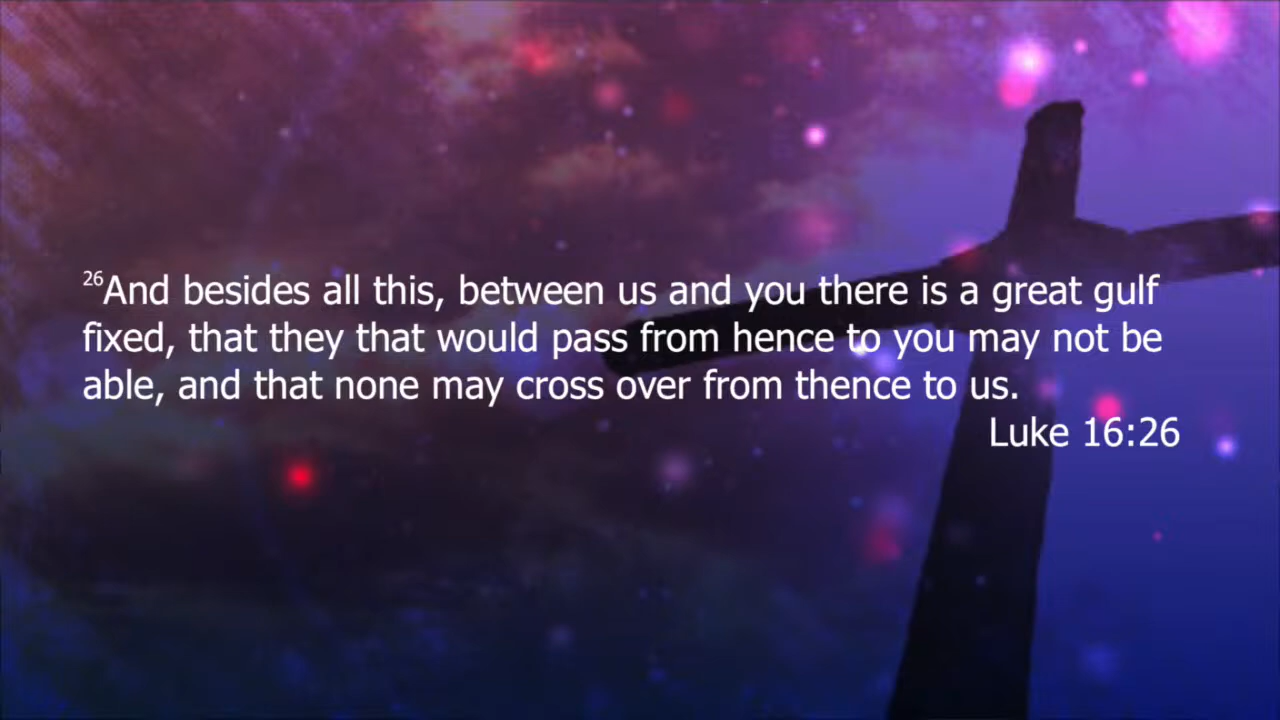 26And besides all this, between us and you there is a great gulf
fixed, that they that would pass from hence to you may not be
able, and that none may cross over from thence to us.
Luke 16:26